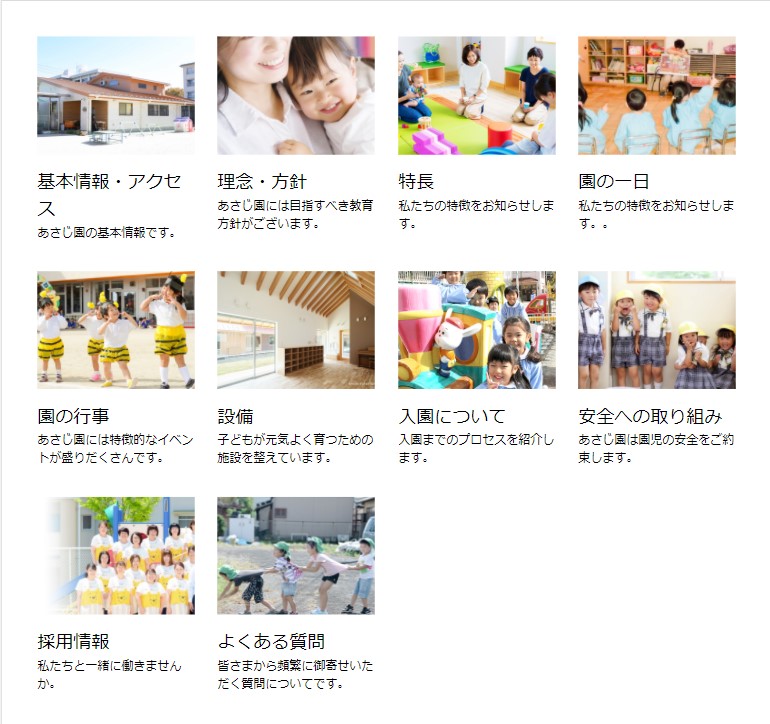 基本情報・アクセ
ス
あさじ園の基本情報です。
理念・方針
あさじ園には目指すべき教育
方針がございます。
特長
私たちの特徴をお知らせしま
す。
園の一日
私たちの特徴をお知らせしま
す。。
園の行事
あさじ園には特徴的なイベン
トが盛りだくさんです。
設備
子どもが元気よく育つための
施設を整えています。
入園について
入園までのプロセスを紹介し
ます。
安全への取り組み
あさじ園は園児の安全をご約
束します。
採用情報
私たちと一緒に働きません
か。
よくある質問
皆さまから頻繁に御寄せいた
だく質問についてです。